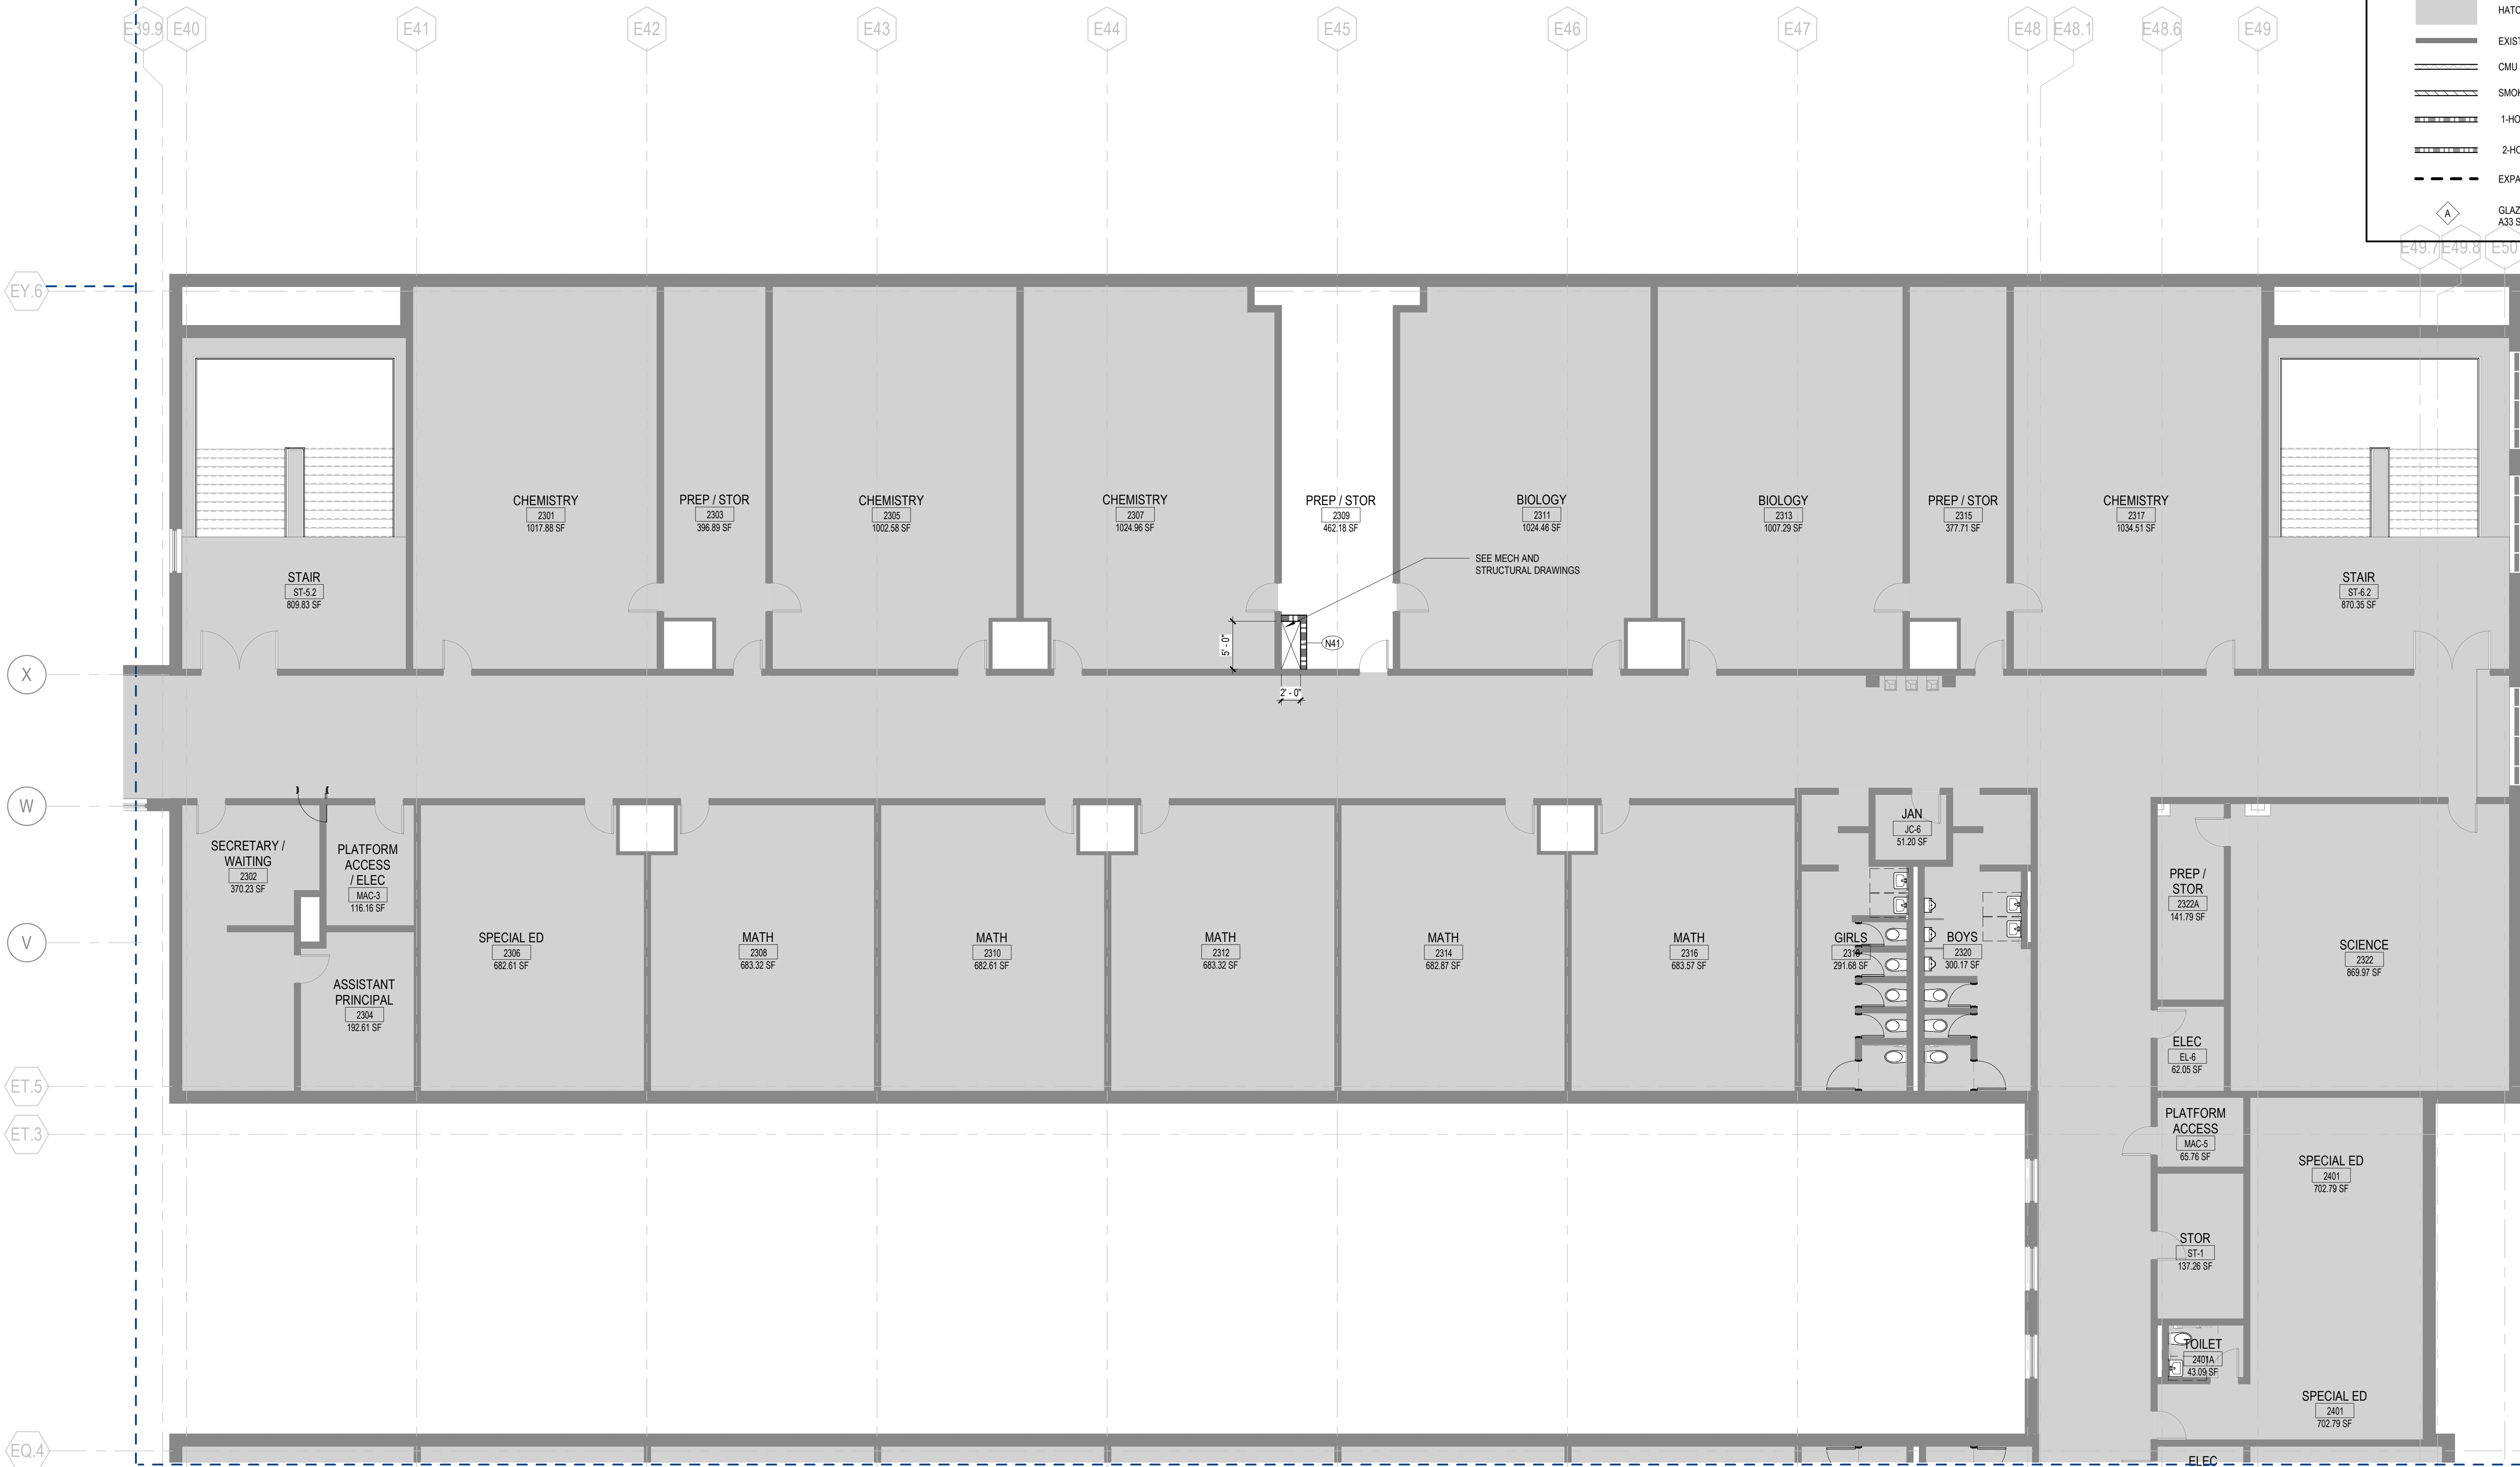 E39.9
E40
E41
E42
E43
E44
E45
E46
E47
E48
E48.1
E48.6
E49
EXIST
CMU
SMOK
1-HO
2-HO
EXPA
A
GLAZ
A33 S
E49.7
E49.8
E50
EY.6
X
W
V
ET.5
ET.3
EQ.4
STAIR
ST-5.2
809.83 SF
CHEMISTRY
2301
1017.88 SF
PREP / STOR
2303
396.89 SF
CHEMISTRY
2305
1002.58 SF
CHEMISTRY
2307
1024.96 SF
PREP / STOR
2309
462.18 SF
BIOLOGY
2311
1024.46 SF
SEE MECH AND
STRUCTURAL DRAWINGS
N41
5' - 0"
2' - 0"
BIOLOGY
2313
1007.29 SF
PREP / STOR
2315
377.71 SF
CHEMISTRY
2317
1034.51 SF
STAIR
ST-6.2
870.35 SF
SECRETARY /
WAITING
2302
370.23 SF
PLATFORM
ACCESS
/ ELEC
MAC-3
116.16 SF
ASSISTANT
PRINCIPAL
2304
192.61 SF
SPECIAL ED
2306
682.61 SF
MATH
2308
683.32 SF
MATH
2310
682.61 SF
MATH
2312
683.32 SF
MATH
2314
682.87 SF
MATH
2316
683.57 SF
JAN
JC-6
51.20 SF
GIRLS
291.68 SF
BOYS
2320
300.17 SF
PREP /
STOR
2322A
141.79 SF
SCIENCE
2322
869.97 SF
ELEC
EL-6
62.05 SF
PLATFORM
ACCESS
MAC-5
65.76 SF
SPECIAL ED
2401
702.79 SF
STOR
ST-1
137.26 SF
TOILET
2401A
43.09 SF
SPECIAL ED
2401
702.79 SF
ELEC